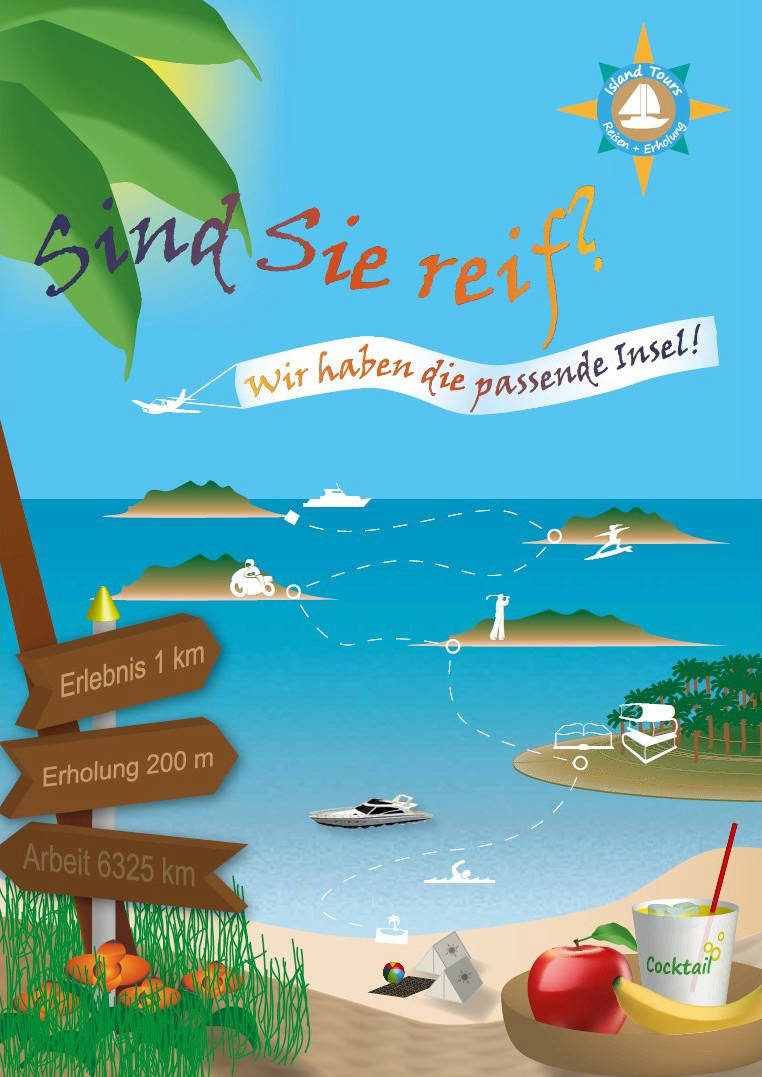 Island Tours
Reisen + Erholung
Sind Sie reif?
Wir haben die passende Insel!
Erlebnis 1 km
Erholung 200 m
Arbeit 6325 km
Cocktail